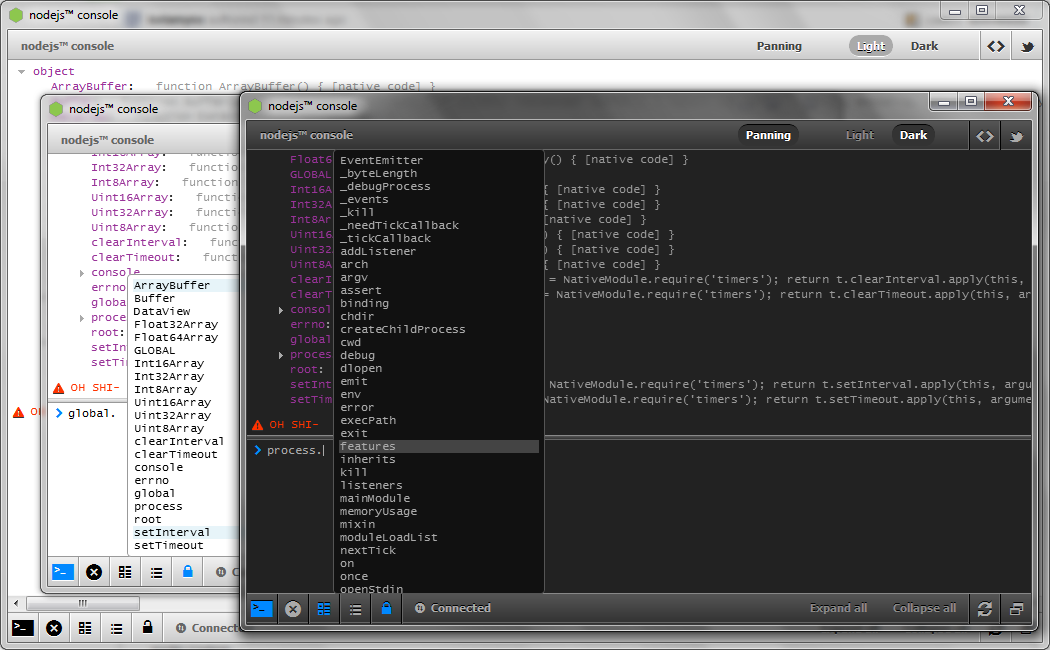 nodejs™ console
nodejs™ console
Panning
Light
Dark
object
ArrayBuffer: function ArrayBuffer() { [native code] }
nodejs™ console
nodejs™ console
Int32Array: functio
Int8Array: function
Uint16Array: functi
Uint32Array: functi
Uint8Array: functio
clearInterval: func
clearTimeout: funct
console
errno
globa
proce
root:
setIn
setTi
OH SHI-
global.
ArrayBuffer
Buffer
DataView
Float32Array
Float64Array
GLOBAL
Int16Array
Int32Array
Int8Array
Uint16Array
Uint32Array
Uint8Array
clearInterval
clearTimeout
console
errno
global
process
root
setInterval
setTimeout
Connect
nodejs™ console
nodejs™ console
Panning
Light
Dark
Float6 y() { [native code] }
GLOBAL
Int16A { [native code] }
Int32A { [native code] }
Int8Ar [native code] }
Uint16 ) { [native code] }
Uint32 ) { [native code] }
Uint8A { [native code] }
clearI = NativeModule.require('timers'); return t.clearInterval.apply(this,
clearT = NativeModule.require('timers'); return t.clearTimeout.apply(this, ar
consol
errno:
global
proces
root:
setInt NativeModule.require('timers'); return t.setInterval.apply(this, argu
setTim NativeModule.require('timers'); return t.setTimeout.apply(this, argume
OH SHI-
process.
EventEmitter
_byteLength
_debugProcess
_events
_kill
_needTickCallback
_tickCallback
addListener
arch
argv
assert
binding
chdir
createChildProcess
cwd
debug
dlopen
emit
env
error
execPath
exit
features
inherits
kill
listeners
mainModule
memoryUsage
mixin
moduleLoadList
nextTick
on
once
openStdin
Connected
Expand all
Collapse all